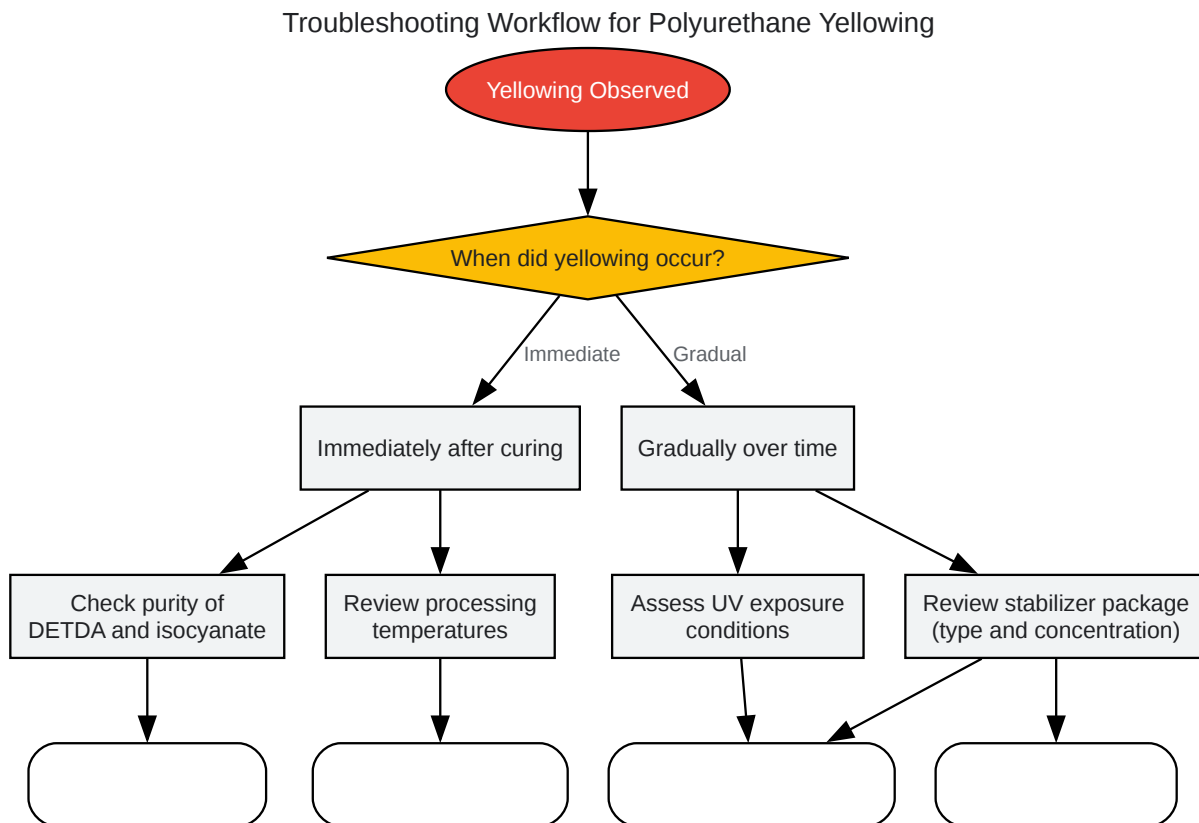 Troubleshooting Workflow for Polyurethane Yellowing
Yellowing Observed
When did yellowing occur?
Immediate
Gradual
Immediately after curing
Gradually over time
Check purity of
DETDA and isocyanate
Review processing
temperatures
Assess UV exposure
conditions
Review stabilizer package
(type and concentration)